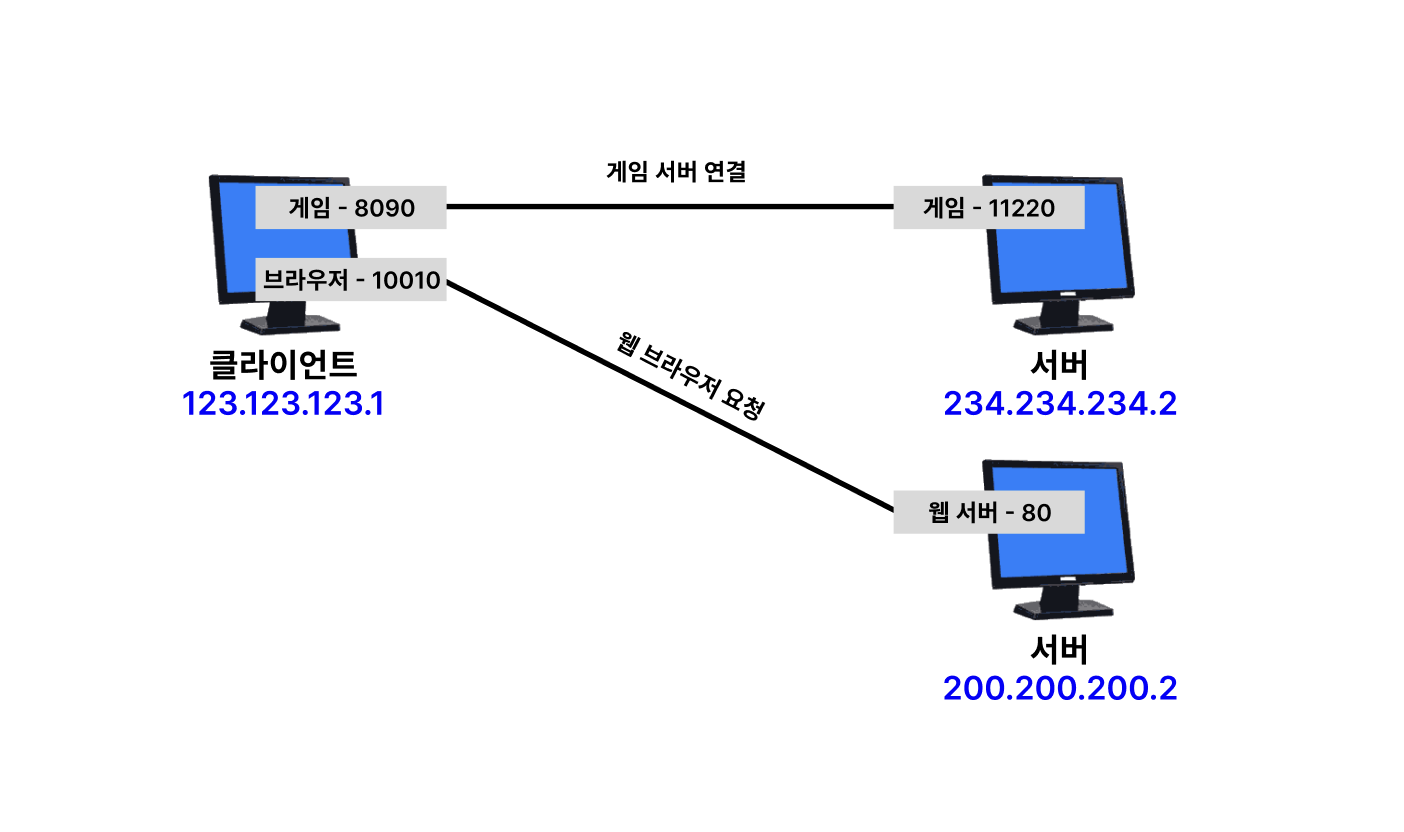 게임 서버 연결
게임 - 8090
게임 - 11220
브라우저 - 10010
웹 브라우저 요청
클라이언트
123.123.123.1
서버
234.234.234.2
웹 서버 - 80
서버
200.200.200.2